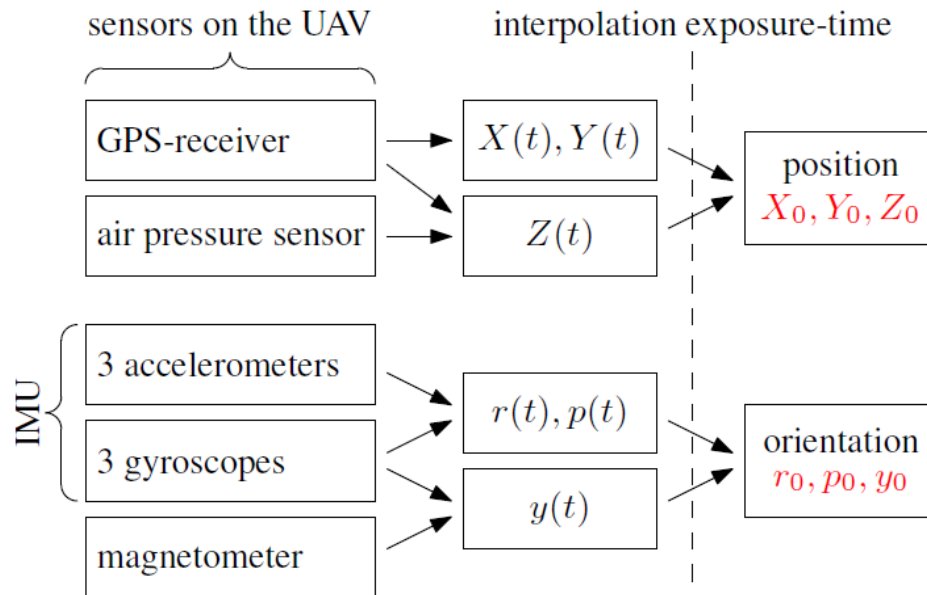 sensors on the UAV
interpolation exposure-time
GPS-receiver
X(t), Y(t)
position
X₀, Y₀, Z₀
air pressure sensor
Z(t)
IMU
3 accelerometers
r(t), p(t)
3 gyroscopes
orientation
r₀, p₀, y₀
y(t)
magnetometer